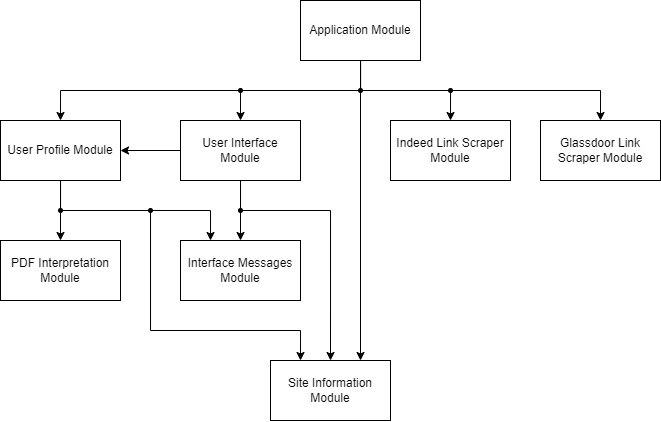 Application Module
User Profile Module
User Interface
Module
Indeed Link Scraper
Module
Glassdoor Link
Scraper Module
PDF Interpretation
Module
Interface Messages
Module
Site Information
Module